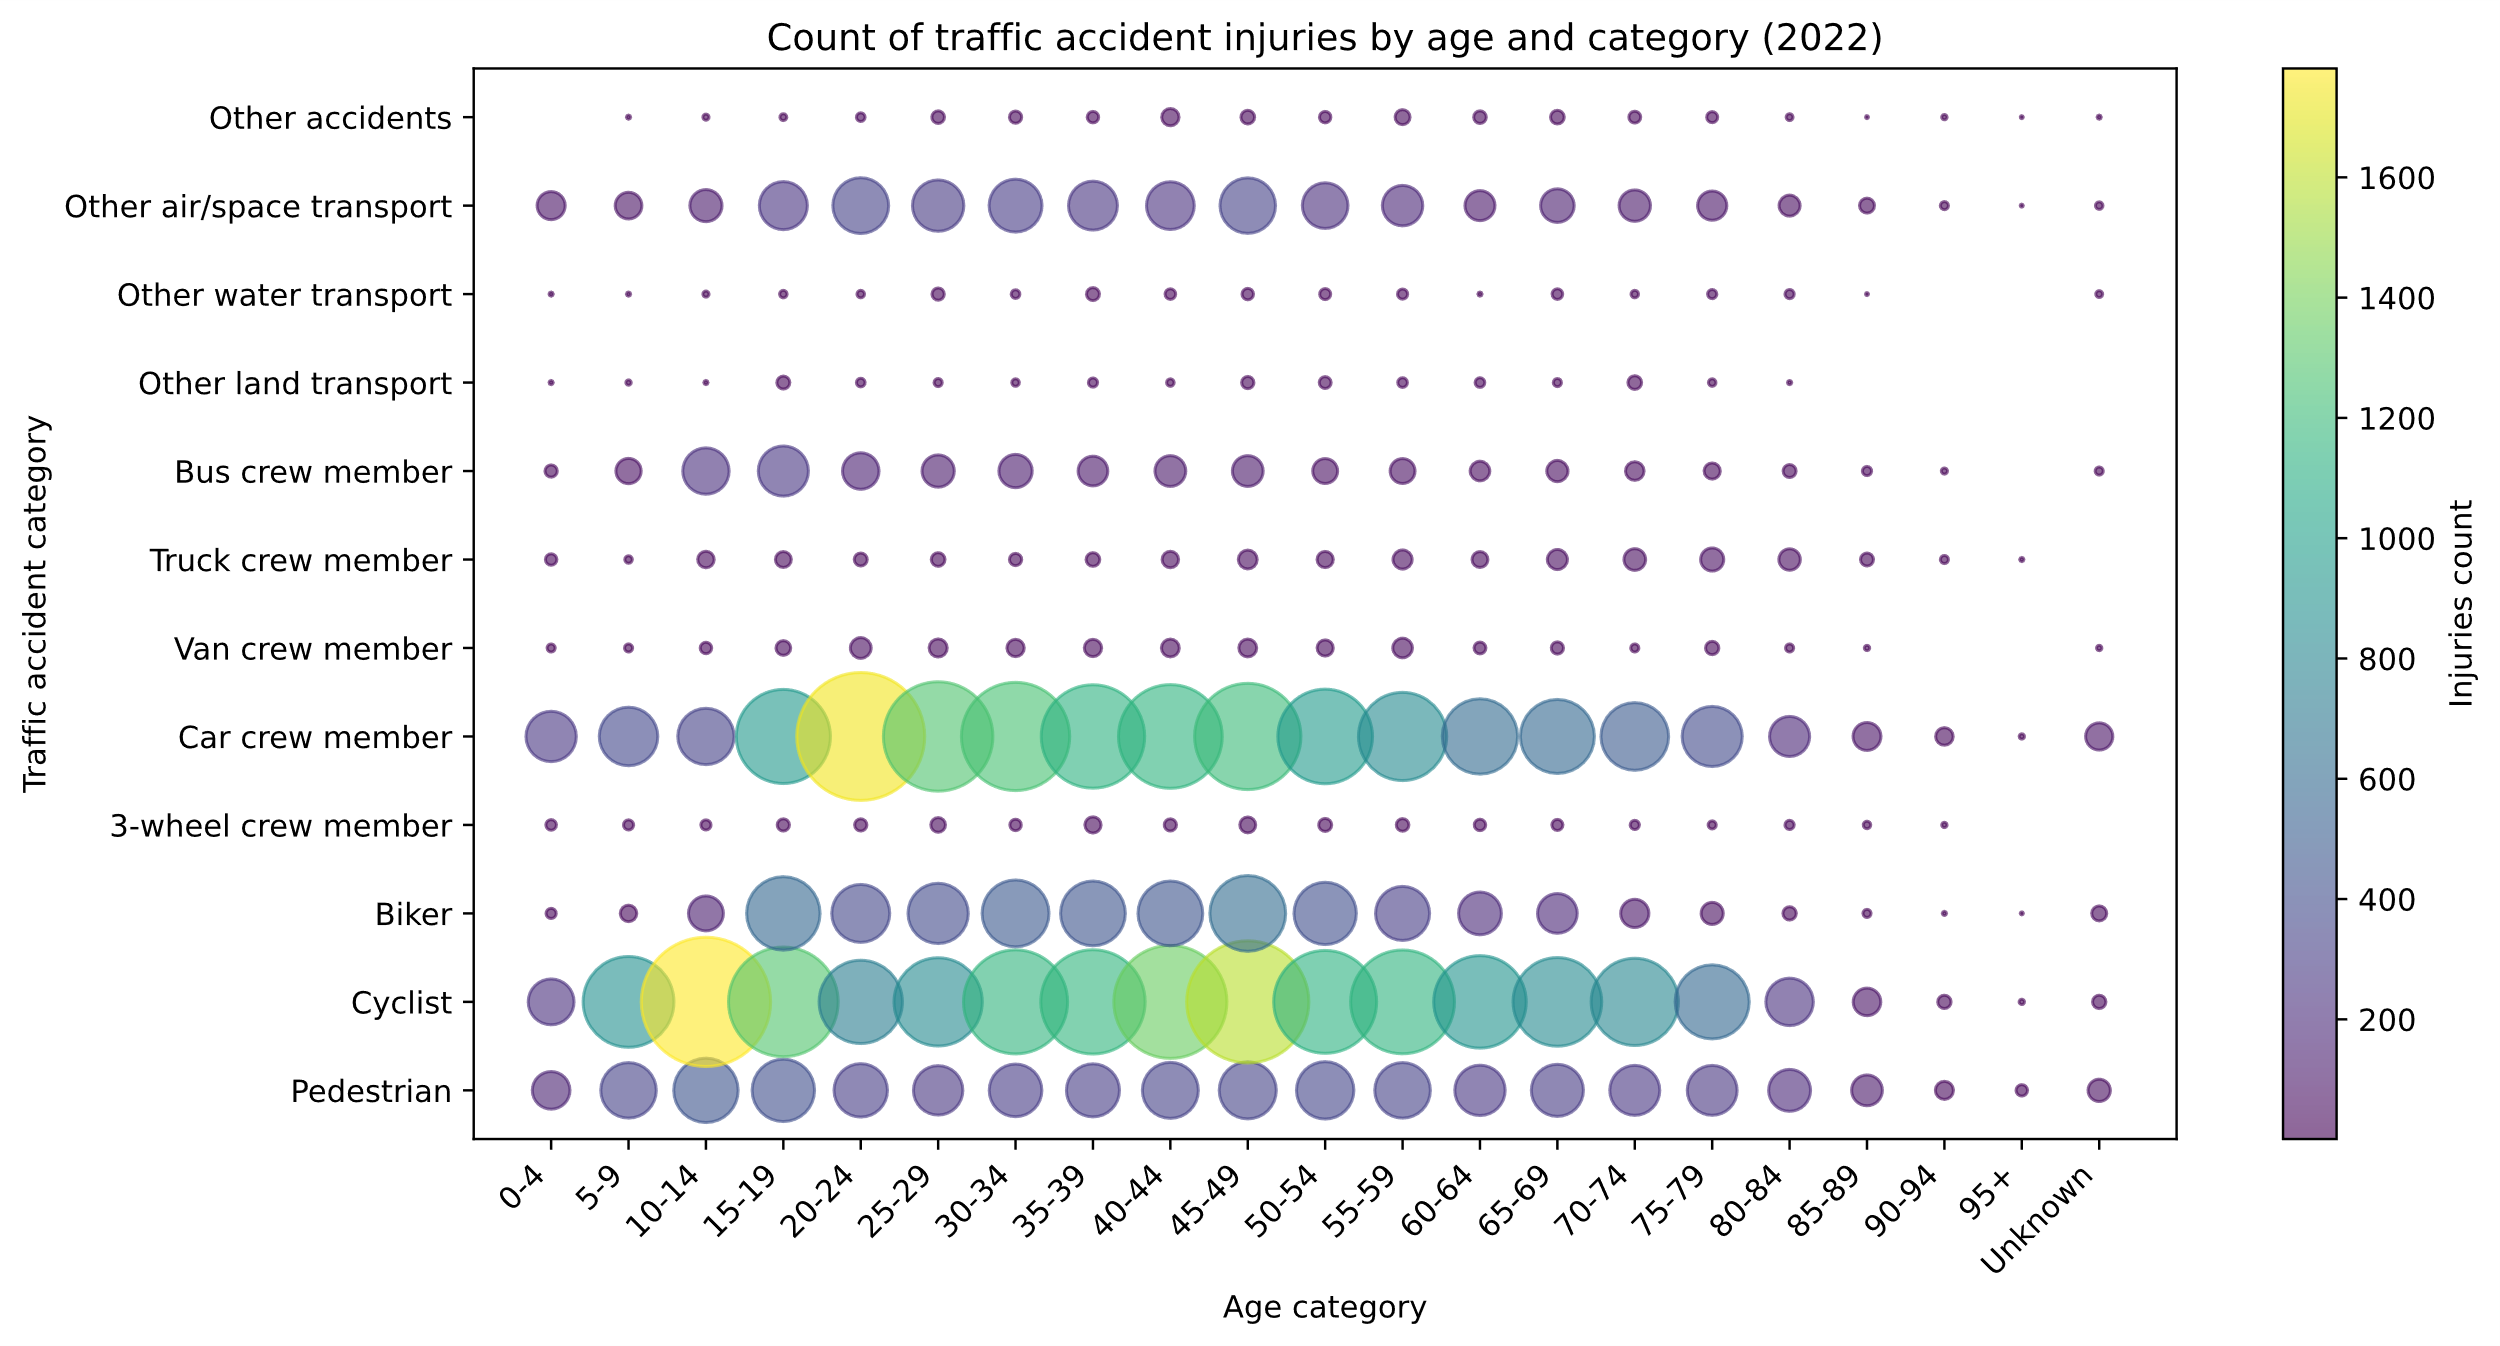 Count of traffic accident injuries by age and category (2022)
Traffic accident category
Other accidents
Other air/space transport
Other water transport
Other land transport
Bus crew member
Truck crew member
Van crew member
Car crew member
3-wheel crew member
Biker
Cyclist
Pedestrian
0-4
5-9
10-14
15-19
20-24
25-29
30-34
35-39
40-44
45-49
50-54
55-59
60-64
65-69
70-74
75-79
80-84
85-89
90-94
95+
Unknown
Age category
1600
1400
1200
1000
800
600
400
200
Injuries count